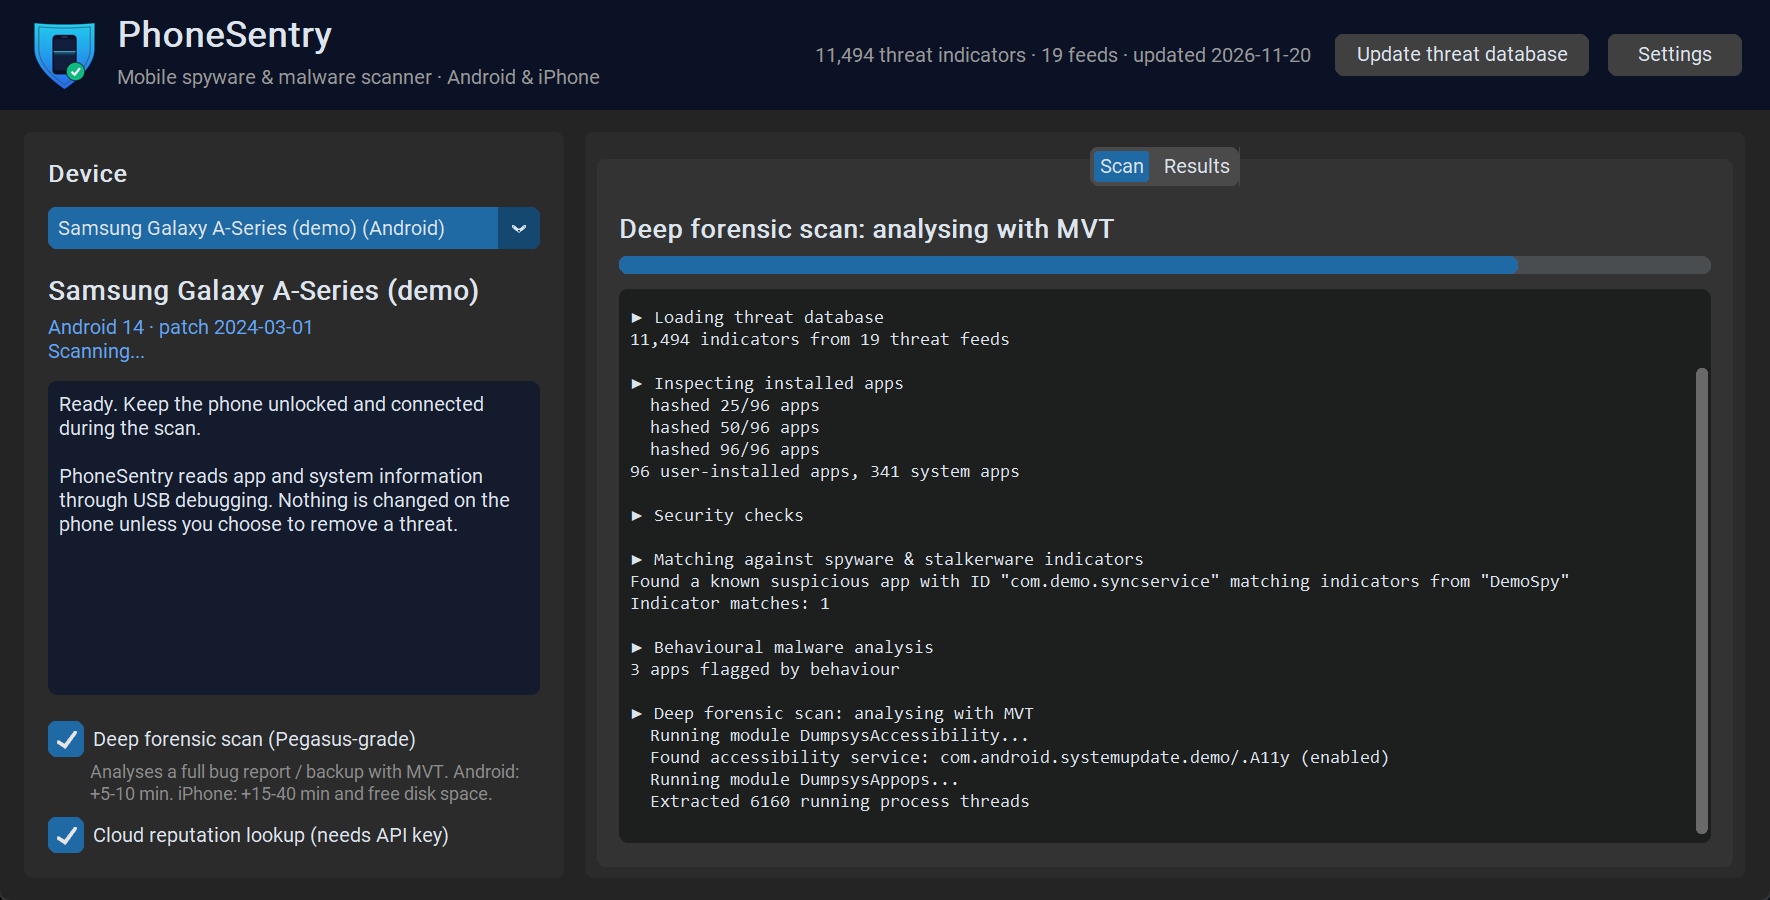 PhoneSentry
Mobile spyware & malware scanner · Android & iPhone
11,494 threat indicators · 19 feeds · updated 2026-11-20
Update threat database
Settings
Device
Samsung Galaxy A-Series (demo) (Android)
Samsung Galaxy A-Series (demo)
Android 14 · patch 2024-03-01
Scanning...
Ready. Keep the phone unlocked and connected
during the scan.
PhoneSentry reads app and system information
through USB debugging. Nothing is changed on the
phone unless you choose to remove a threat.
Deep forensic scan (Pegasus-grade)
Analyses a full bug report / backup with MVT. Android:
+5-10 min. iPhone: +15-40 min and free disk space.
Cloud reputation lookup (needs API key)
Scan
Results
Deep forensic scan: analysing with MVT
► Loading threat database
11,494 indicators from 19 threat feeds
► Inspecting installed apps
hashed 25/96 apps
hashed 50/96 apps
hashed 96/96 apps
96 user-installed apps, 341 system apps
► Security checks
► Matching against spyware & stalkerware indicators
Found a known suspicious app with ID "com.demo.syncservice" matching indicators from "DemoSpy"
Indicator matches: 1
► Behavioural malware analysis
3 apps flagged by behaviour
► Deep forensic scan: analysing with MVT
Running module DumpsysAccessibility...
Found accessibility service: com.android.systemupdate.demo/.A11y (enabled)
Running module DumpsysAppops...
Extracted 6160 running process threads